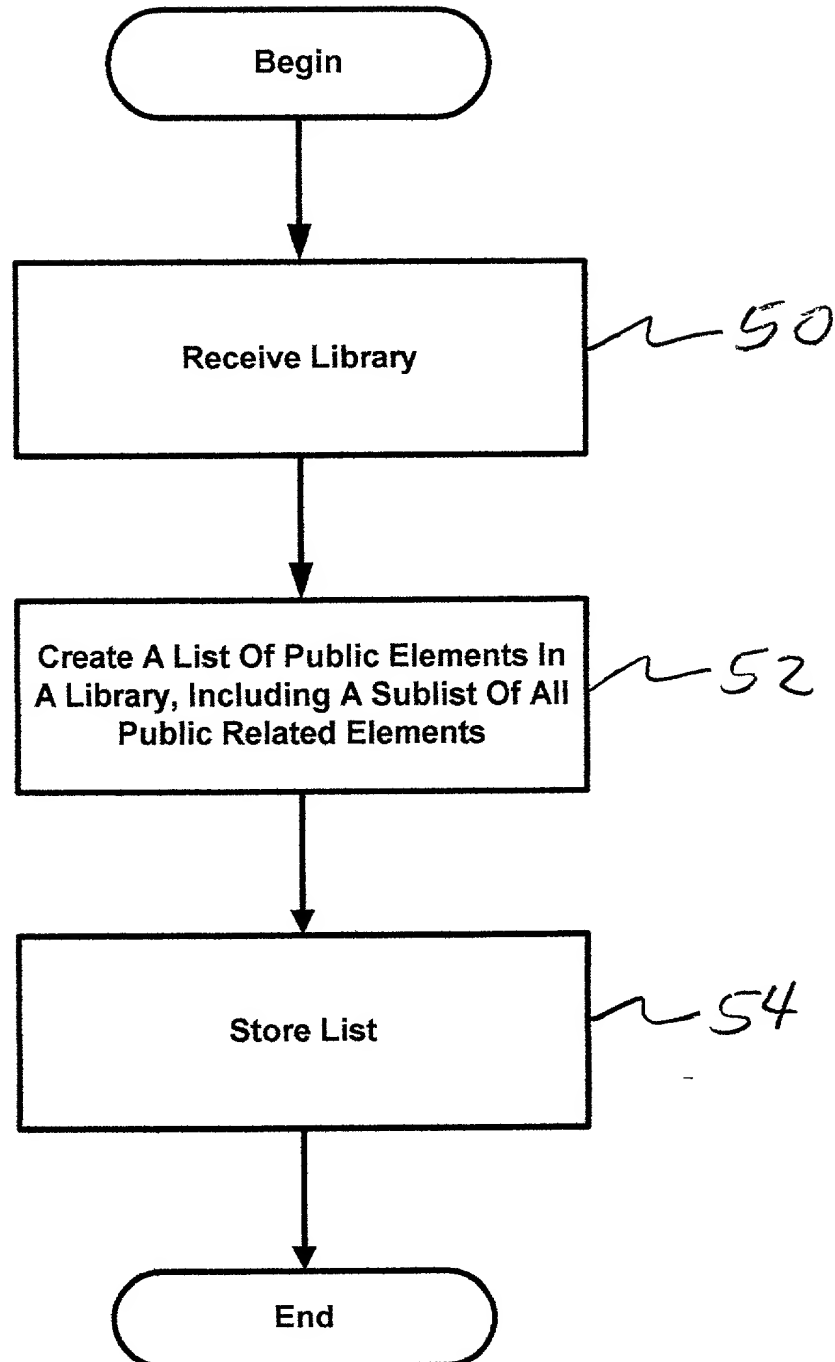 Begin
Receive Library
50
Create A List Of Public Elements In
A Library, Including A Sublist Of All
Public Related Elements
52
Store List
54
End